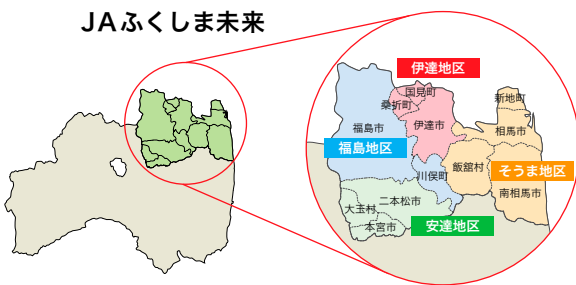 JAふくしま未来
伊達地区
国見町
桑折町
新地町
福島市
伊達市
相馬市
福島地区
飯舘村
そうま地区
川俣町
南相馬市
二本松市
大玉村
安達地区
本宮市